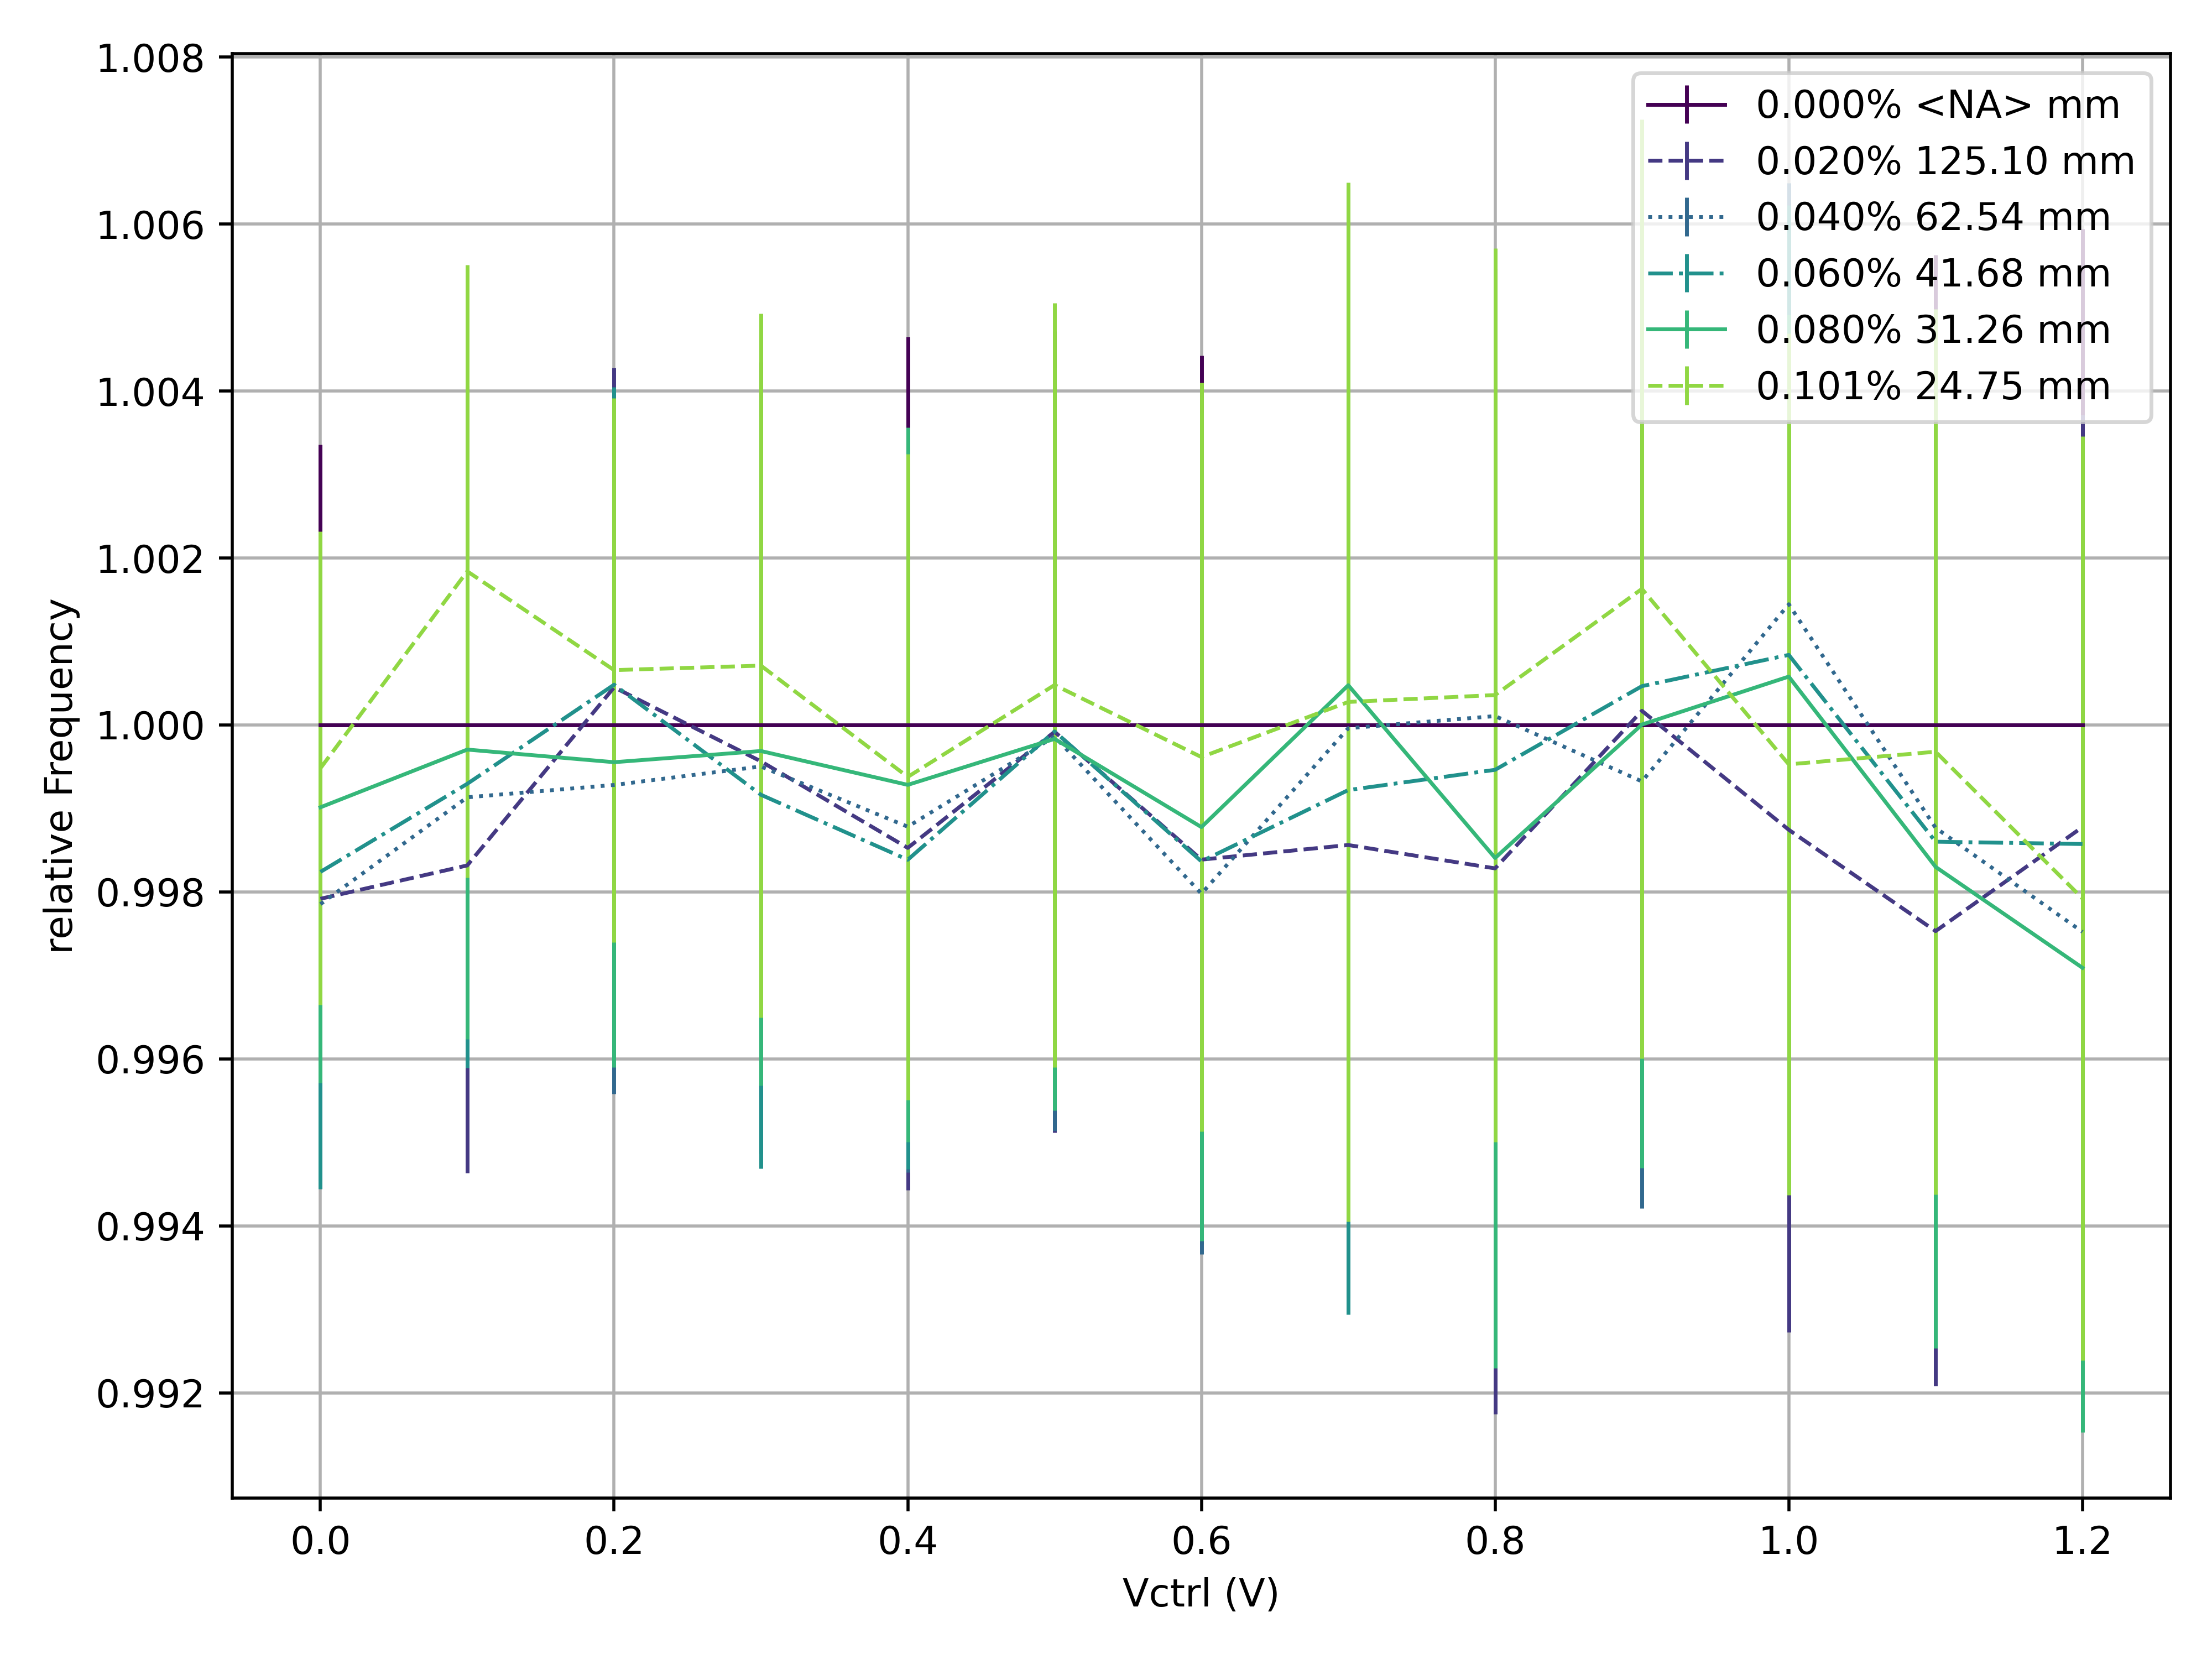 1.008
1.006
1.004
1.002
1.000
0.998
0.996
0.994
0.992
relative Frequency
0.000% <NA> mm
0.020% 125.10 mm
0.040% 62.54 mm
0.060% 41.68 mm
0.080% 31.26 mm
0.101% 24.75 mm
0.0 0.2 0.4 0.6 0.8 1.0 1.2
Vctrl (V)